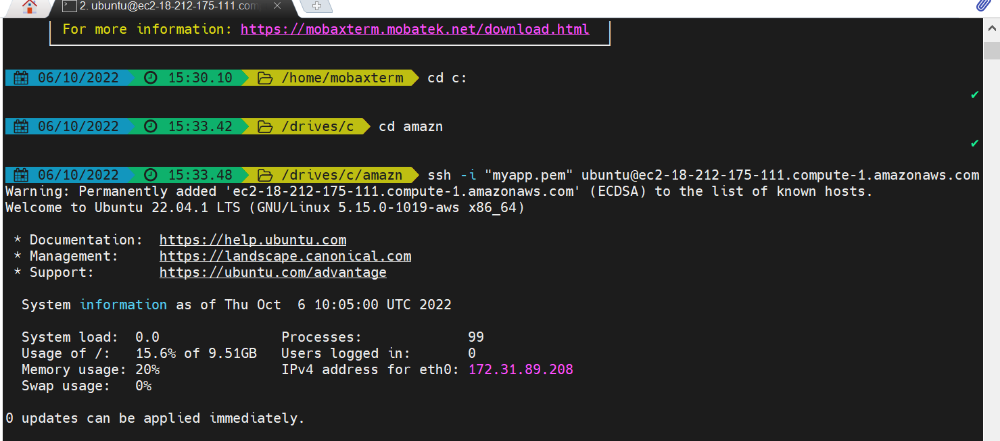 2. ubuntu@ec2-18-212-175-111.com
For more information: https://mobaxterm.mobatek.net/download.html
06/10/2022 15:30.10 /home/mobaxterm cd c:
06/10/2022 15:33.42 /drives/c cd amazn
06/10/2022 15:33.48 /drives/c/amazn ssh -i "myapp.pem" ubuntu@ec2-18-212-175-111.compute-1.amazonaws.com
Warning: Permanently added 'ec2-18-212-175-111.compute-1.amazonaws.com' (ECDSA) to the list of known hosts.
Welcome to Ubuntu 22.04.1 LTS (GNU/Linux 5.15.0-1019-aws x86_64)
* Documentation: https://help.ubuntu.com
* Management: https://landscape.canonical.com
* Support: https://ubuntu.com/advantage
System information as of Thu Oct 6 10:05:00 UTC 2022
System load: 0.0 Processes: 99
Usage of /: 15.6% of 9.51GB Users logged in: 0
Memory usage: 20% IPv4 address for eth0: 172.31.89.208
Swap usage: 0%
0 updates can be applied immediately.